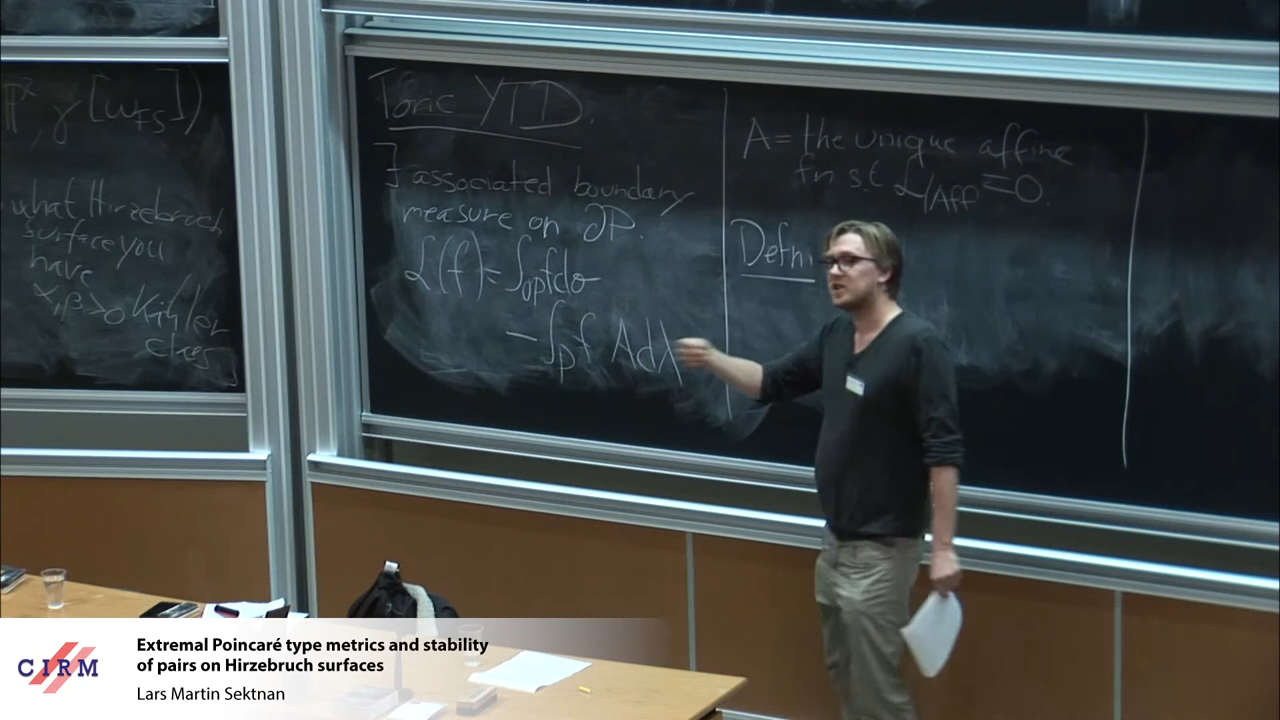 P², γ[ω_FS])
what Hirzebruch
surface you
have
α,β>0 Kähler
class
Toric YTD.
∃ associated boundary
measure on ∂P.
L(f)=∫∂P f dσ
-∫P f A dλ
A = the unique affine
fn s.t L|Aff = 0.
Defn:
CIRM
Extremal Poincaré type metrics and stability
of pairs on Hirzebruch surfaces
Lars Martin Sektnan